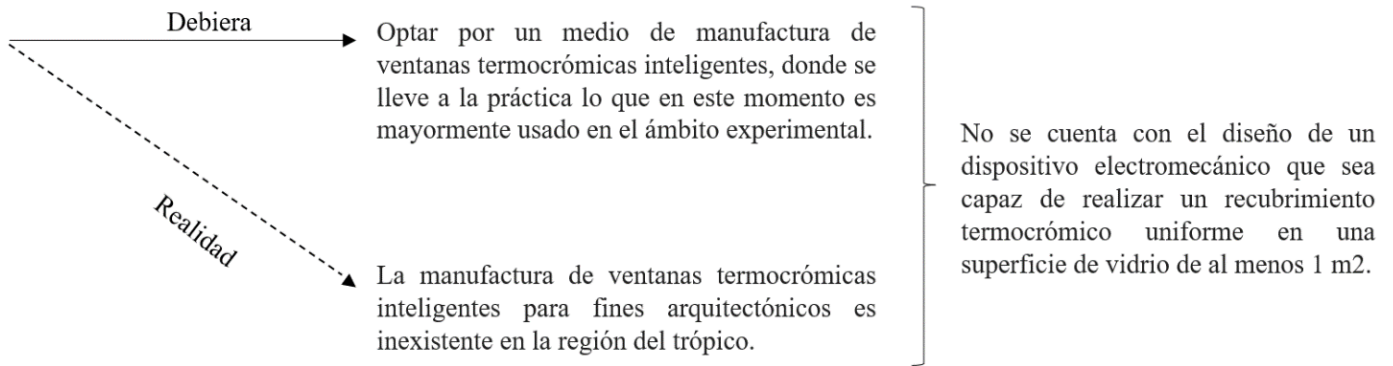 Debiera
Optar por un medio de manufactura de
ventanas termocrómicas inteligentes, donde se
lleve a la práctica lo que en este momento es
mayormente usado en el ámbito experimental.
Realidad
La manufactura de ventanas termocrómicas
inteligentes para fines arquitectónicos es
inexistente en la región del trópico.
No se cuenta con el diseño de un
dispositivo electromecánico que sea
capaz de realizar un recubrimiento
termocrómico uniforme en una
superficie de vidrio de al menos 1 m2.